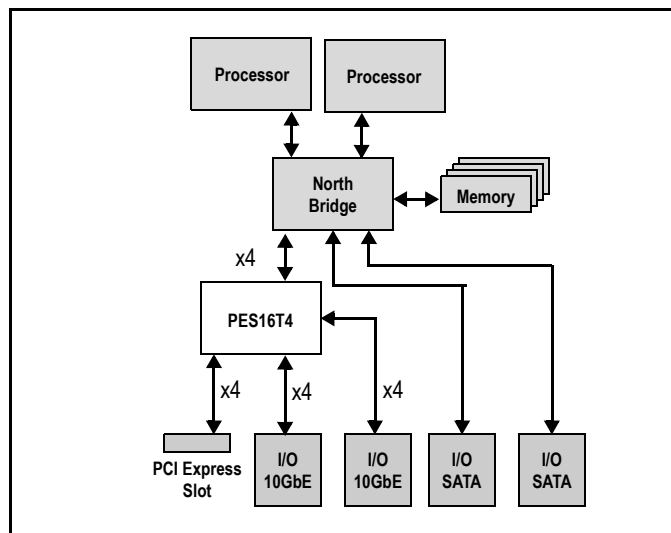 Processor
Processor
North
Bridge
Memory
x4
PES16T4
x4
x4
x4
PCI Express
Slot
I/O
10GbE
I/O
10GbE
I/O
SATA
I/O
SATA